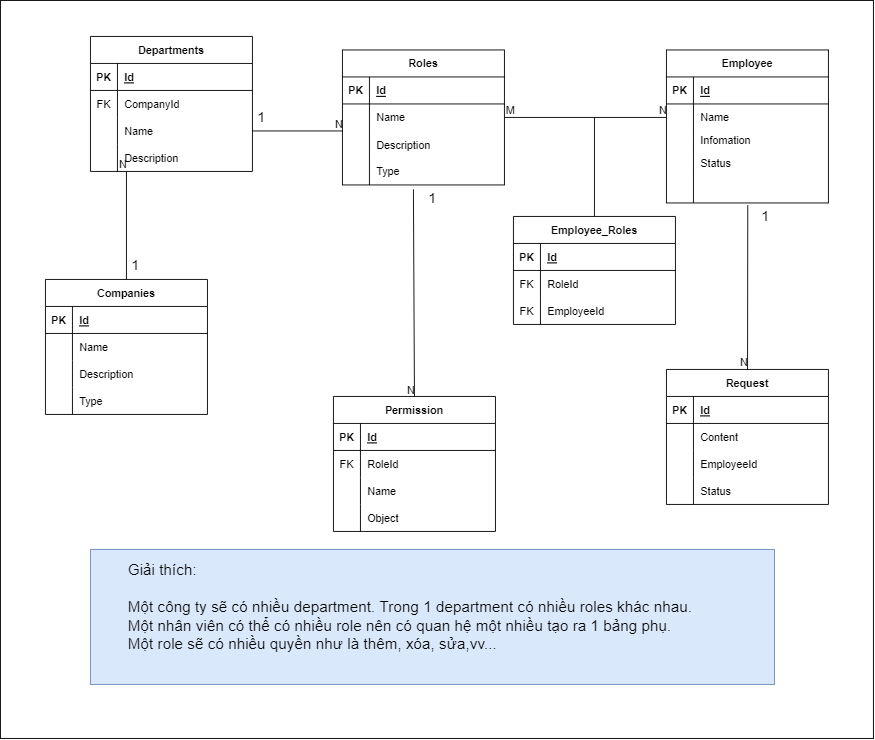 Departments
PK Id
FK CompanyId
Name
Description
N
1
N
Roles
PK Id
Name
Description
Type
M
N
Employee
PK Id
Name
Infomation
Status
1
1
Employee_Roles
PK Id
FK RoleId
FK EmployeeId
1
Companies
PK Id
Name
Description
Type
N
Permission
PK Id
FK RoleId
Name
Object
N
Request
PK Id
Content
EmployeeId
Status
Giải thích:
Một công ty sẽ có nhiều department. Trong 1 department có nhiều roles khác nhau.
Một nhân viên có thể có nhiều role nên có quan hệ một nhiều tạo ra 1 bảng phụ.
Một role sẽ có nhiều quyền như là thêm, xóa, sửa,vv...